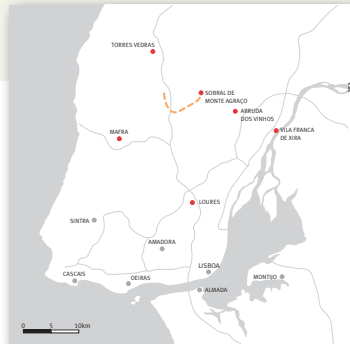 TORRES VEDRAS
SOBRAL DE
MONTE AGRAÇO
ARRUDA
DOS VINHOS
VILA FRANCA
DE XIRA
MAFRA
LOURES
SINTRA
AMADORA
LISBOA
CASCAIS
OEIRAS
MONTIJO
ALMADA
0 5 10km